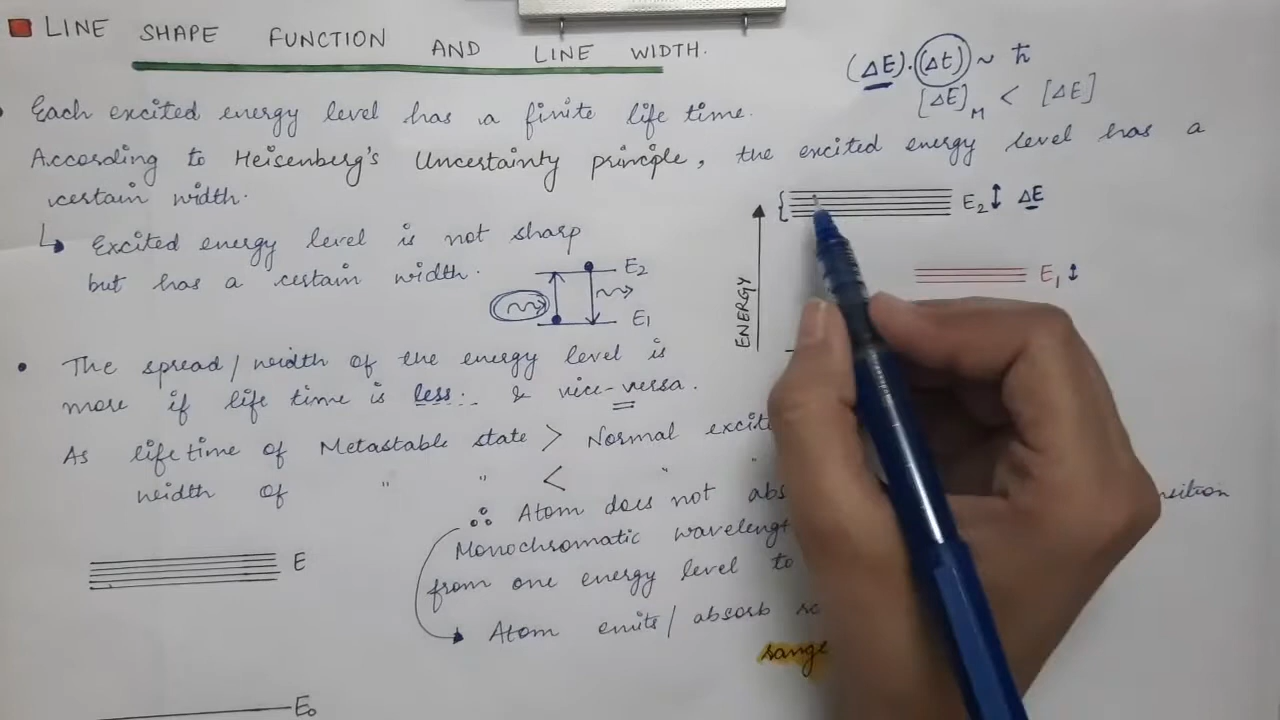 LINE SHAPE FUNCTION AND LINE WIDTH.
(ΔE).(Δt) ~ ħ
[ΔE]M < [ΔE]
Each excited energy level has a finite life time.
According to Heisenberg's Uncertainty principle, the excited energy level has a
certain width.
E2 ↕ ΔE
↳ Excited energy level is not sharp
but has a certain width.
E2
E1
ENERGY
E1 ↕
• The spread/width of the energy level is
more if life time is less. & vice-versa.
As life time of Metastable state > Normal
width of " " < " "
∴ Atom does not
Monochromatic
from one energy level to
Atom emits/absorb
range
E
E0